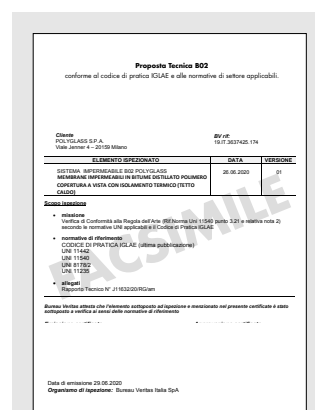 Proposta Tecnica B02
conforme al codice di pratica IGLAE e alle normative di settore applicabili.
Cliente
POLYGLASS S.P.A.
Viale Jenner 4 – 20159 Milano
BV rif:
19.IT.3637425.174
ELEMENTO ISPEZIONATO DATA VERSIONE
SISTEMA IMPERMEABILE B02 POLYGLASS 26.06.2020 01
MEMBRANE IMPERMEABILI IN BITUME DISTILLATO POLIMERO
COPERTURA A VISTA CON ISOLAMENTO TERMICO (TETTO
CALDO)
Scopo ispezione
• missione
Verifica di Conformità alla Regola dell'Arte (Rif.Norma Uni 11540 punto 3.21 e relativa nota 2)
secondo le normative UNI applicabili e il Codice di Pratica IGLAE
• normativa di riferimento
CODICE DI PRATICA IGLAE (ultima pubblicazione)
UNI 11442
UNI 11540
UNI 8178/2
UNI 11235
• allegati
Rapporto Tecnico N° J11632/20/RG/am
FACSIMILE
Bureau Veritas attesta che l'elemento sottoposto ad ispezione e menzionato nel presente certificato è stato
sottoposto a verifica ai sensi delle normative di riferimento
Data di emissione 29.06.2020
Organismo di ispezione: Bureau Veritas Italia SpA